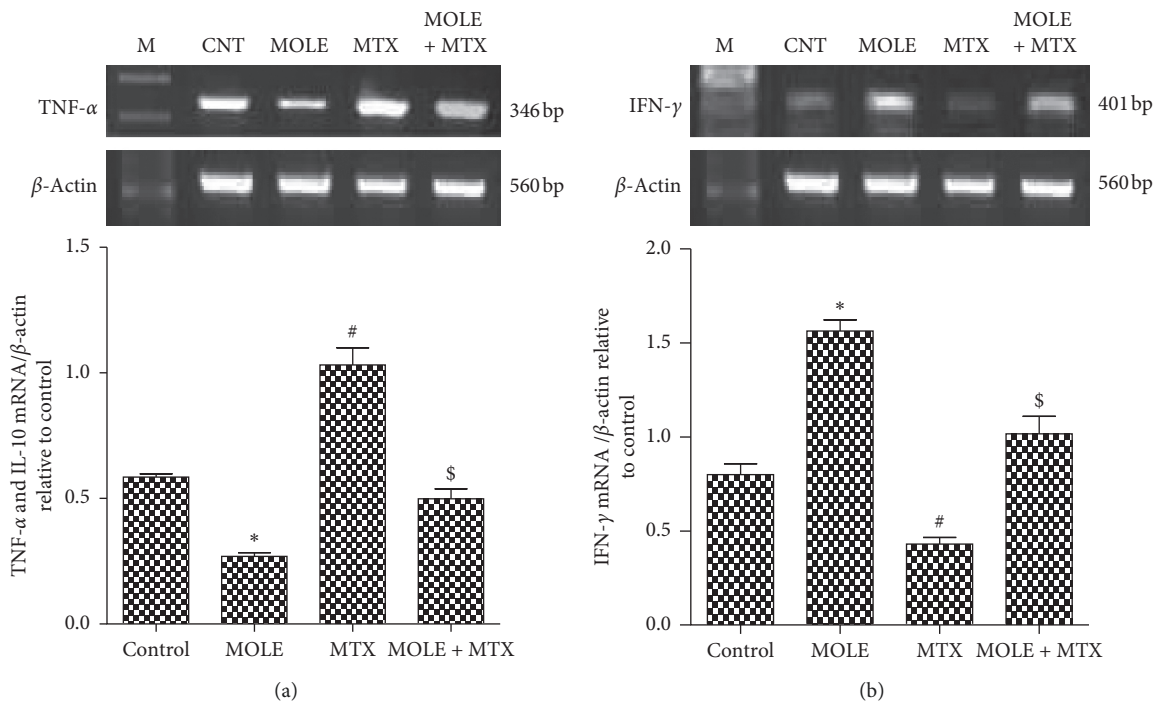 M CNT MOLE MTX MOLE
+ MTX
TNF-α 346 bp
β-Actin 560 bp
TNF-α and IL-10 mRNA/β-actin
relative to control
1.5
1.0
0.5
0.0
*
#
$
Control MOLE MTX MOLE + MTX
(a)
M CNT MOLE MTX MOLE
+ MTX
IFN-γ 401 bp
β-Actin 560 bp
IFN-γ mRNA /β-actin relative
to control
2.0
1.5
1.0
0.5
0.0
*
#
$
Control MOLE MTX MOLE + MTX
(b)